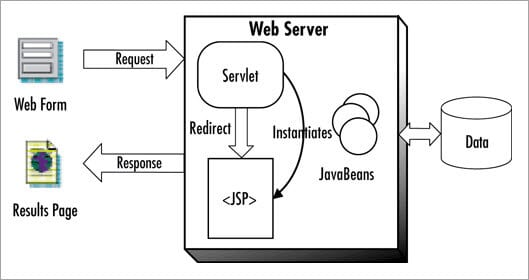 Web Server
Request
Servlet
Web Form
Redirect
Instantiates
Data
Response
JavaBeans
<JSP>
Results Page